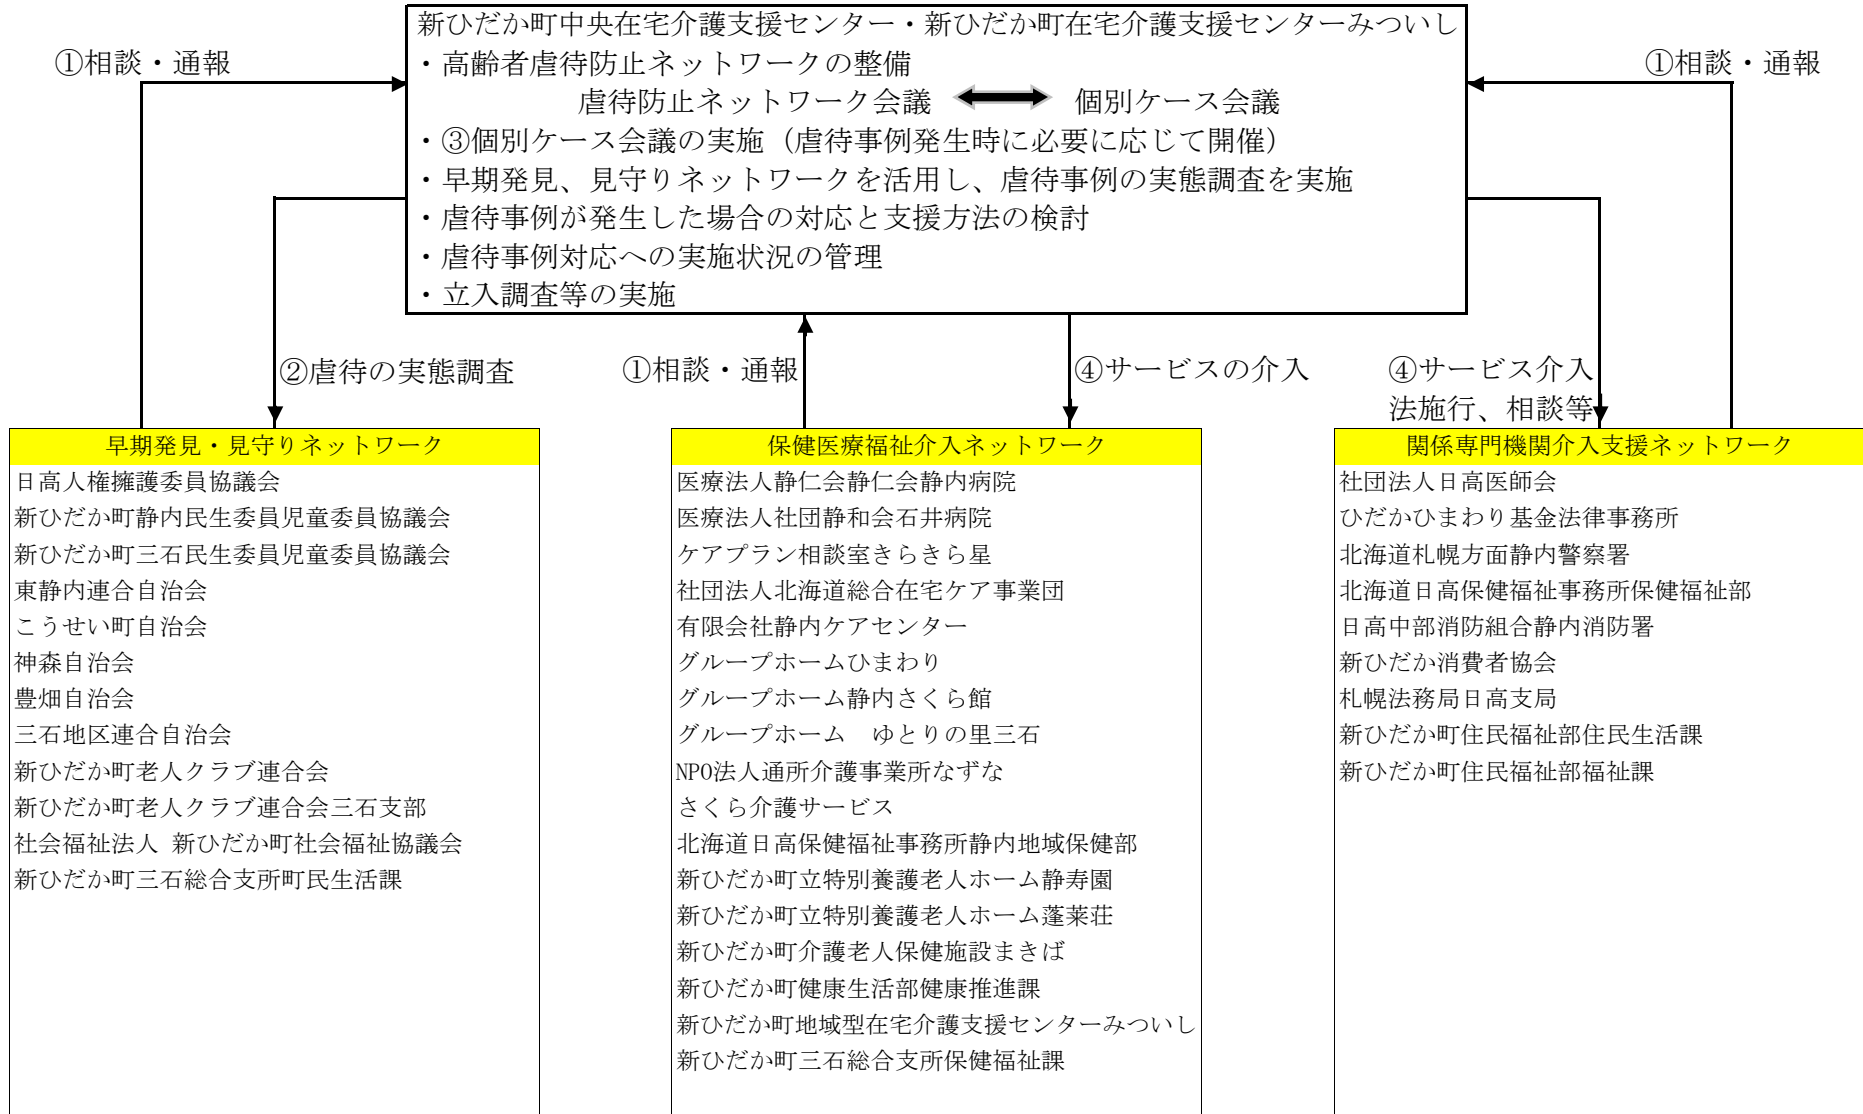 新ひだか町中央在宅介護支援センター・新ひだか町在宅介護支援センターみついし
・高齢者虐待防止ネットワークの整備
虐待防止ネットワーク会議 個別ケース会議
・③個別ケース会議の実施（虐待事例発生時に必要に応じて開催）
・早期発見、見守りネットワークを活用し、虐待事例の実態調査を実施
・虐待事例が発生した場合の対応と支援方法の検討
・虐待事例対応への実施状況の管理
・立入調査等の実施
①相談・通報
①相談・通報
②虐待の実態調査
①相談・通報
④サービスの介入
④サービス介入
法施行、相談等
早期発見・見守りネットワーク
日高人権擁護委員協議会
新ひだか町静内民生委員児童委員協議会
新ひだか町三石民生委員児童委員協議会
東静内連合自治会
こうせい町自治会
神森自治会
豊畑自治会
三石地区連合自治会
新ひだか町老人クラブ連合会
新ひだか町老人クラブ連合会三石支部
社会福祉法人 新ひだか町社会福祉協議会
新ひだか町三石総合支所町民生活課
保健医療福祉介入ネットワーク
医療法人静仁会静仁会静内病院
医療法人社団静和会石井病院
ケアプラン相談室きらきら星
社団法人北海道総合在宅ケア事業団
有限会社静内ケアセンター
グループホームひまわり
グループホーム静内さくら館
グループホーム　ゆとりの里三石
NPO法人通所介護事業所なずな
さくら介護サービス
北海道日高保健福祉事務所静内地域保健部
新ひだか町立特別養護老人ホーム静寿園
新ひだか町立特別養護老人ホーム蓬莱荘
新ひだか町介護老人保健施設まきば
新ひだか町健康生活部健康推進課
新ひだか町地域型在宅介護支援センターみついし
新ひだか町三石総合支所保健福祉課
関係専門機関介入支援ネットワーク
社団法人日高医師会
ひだかひまわり基金法律事務所
北海道札幌方面静内警察署
北海道日高保健福祉事務所保健福祉部
日高中部消防組合静内消防署
新ひだか消費者協会
札幌法務局日高支局
新ひだか町住民福祉部住民生活課
新ひだか町住民福祉部福祉課